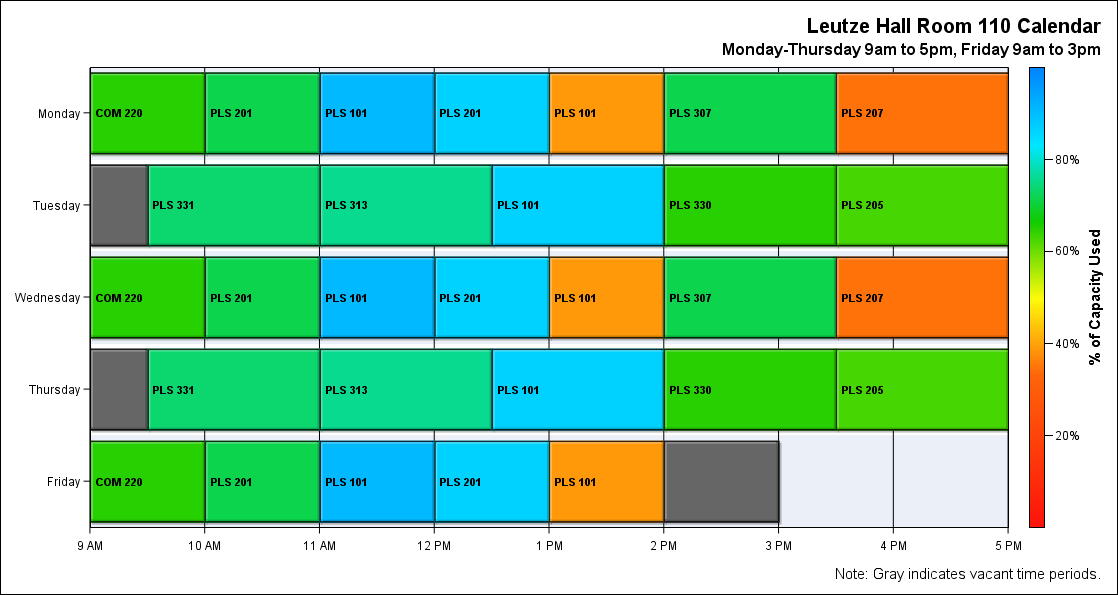 Leutze Hall Room 110 Calendar
Monday-Thursday 9am to 5pm, Friday 9am to 3pm
Monday
COM 220
PLS 201
PLS 101
PLS 201
PLS 101
PLS 307
PLS 207
Tuesday
PLS 331
PLS 313
PLS 101
PLS 330
PLS 205
Wednesday
COM 220
PLS 201
PLS 101
PLS 201
PLS 101
PLS 307
PLS 207
Thursday
PLS 331
PLS 313
PLS 101
PLS 330
PLS 205
Friday
COM 220
PLS 201
PLS 101
PLS 201
PLS 101
9 AM
10 AM
11 AM
12 PM
1 PM
2 PM
3 PM
4 PM
5 PM
80%
60%
40%
20%
% of Capacity Used
Note: Gray indicates vacant time periods.